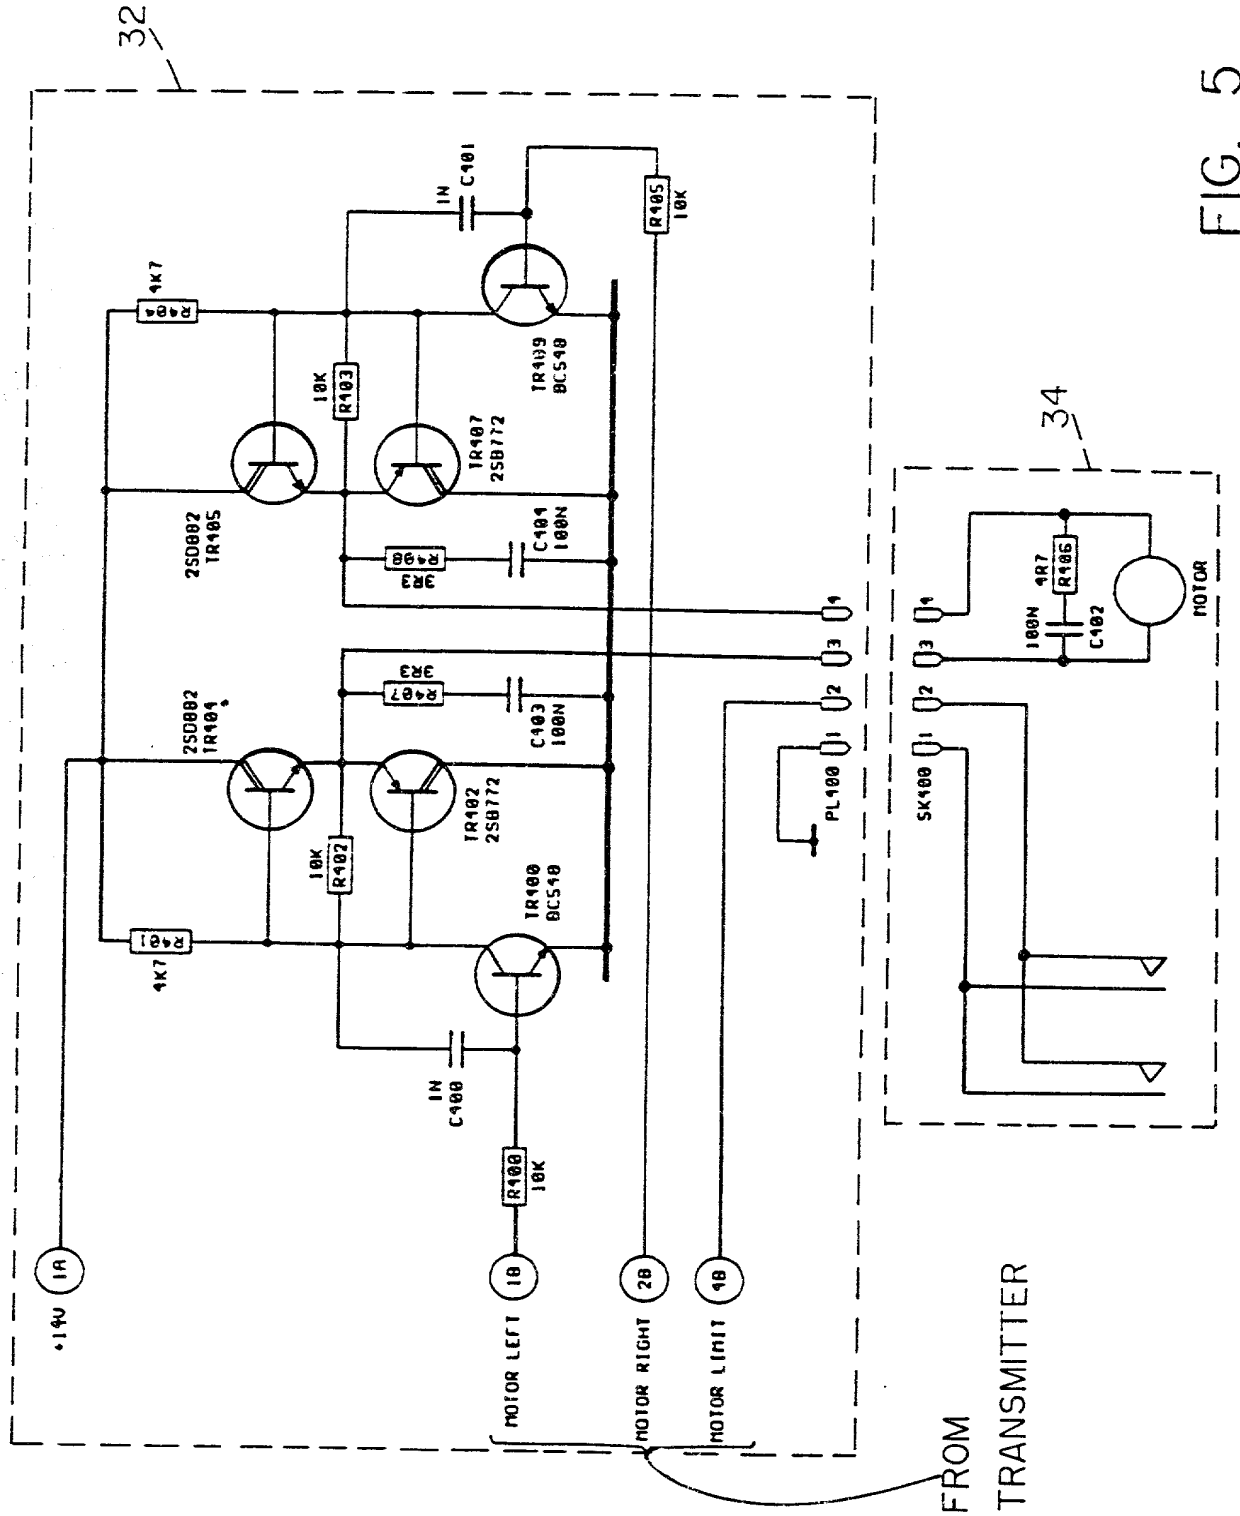 32
+14V
1A
4K7
R401
2SD882
TR404
2SD882
TR405
4K7
R404
10K
R402
10K
R403
3R3
R407
3R3
R408
1N
C400
TR402
2SB772
TR407
2SB772
1N
C401
MOTOR LEFT
1B
R400
10K
TR400
BC548
C403
100N
C404
100N
TR409
BC548
MOTOR RIGHT
2B
R405
10K
MOTOR LIMIT
4B
PL400
1
2
3
4
FROM
TRANSMITTER
SK400
1
2
3
4
34
100N
C402
4R7
R406
MOTOR
FIG. 5